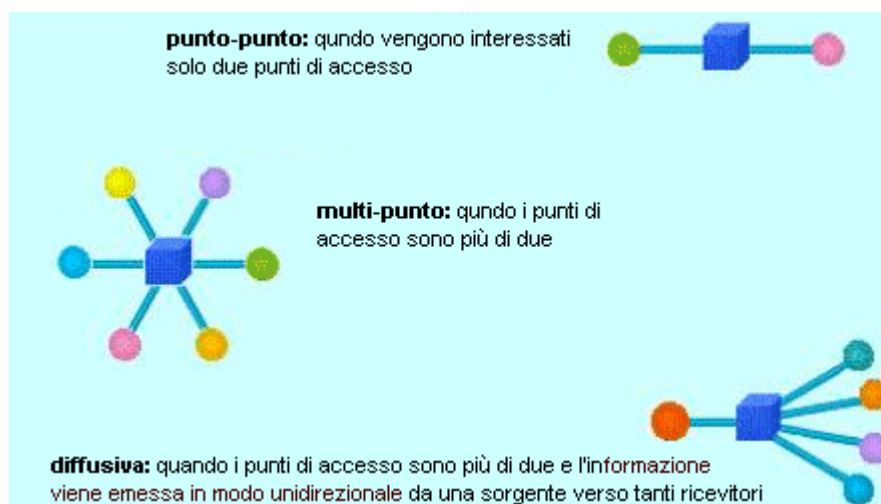 punto-punto: qundo vengono interessati
solo due punti di accesso
multi-punto: qundo i punti di
accesso sono più di due
diffusiva: quando i punti di accesso sono più di due e l'informazione
viene emessa in modo unidirezionale da una sorgente verso tanti ricevitori